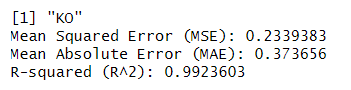 [1] "KO"
Mean Squared Error (MSE): 0.2339383
Mean Absolute Error (MAE): 0.373656
R-squared (R^2): 0.9923603